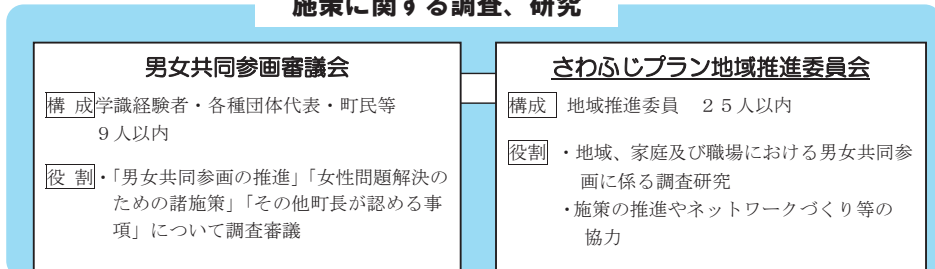 施策に関する調査、研究
男女共同参画審議会
構 成 学識経験者・各種団体代表・町民等
９人以内
役 割 ・「男女共同参画の推進」「女性問題解決の
ための諸施策」「その他町長が認める事
項」について調査審議
さわふじプラン地域推進委員会
構成 地域推進委員　２５人以内
役割 ・地域、家庭及び職場における男女共同参
画に係る調査研究
・施策の推進やネットワークづくり等の
協力